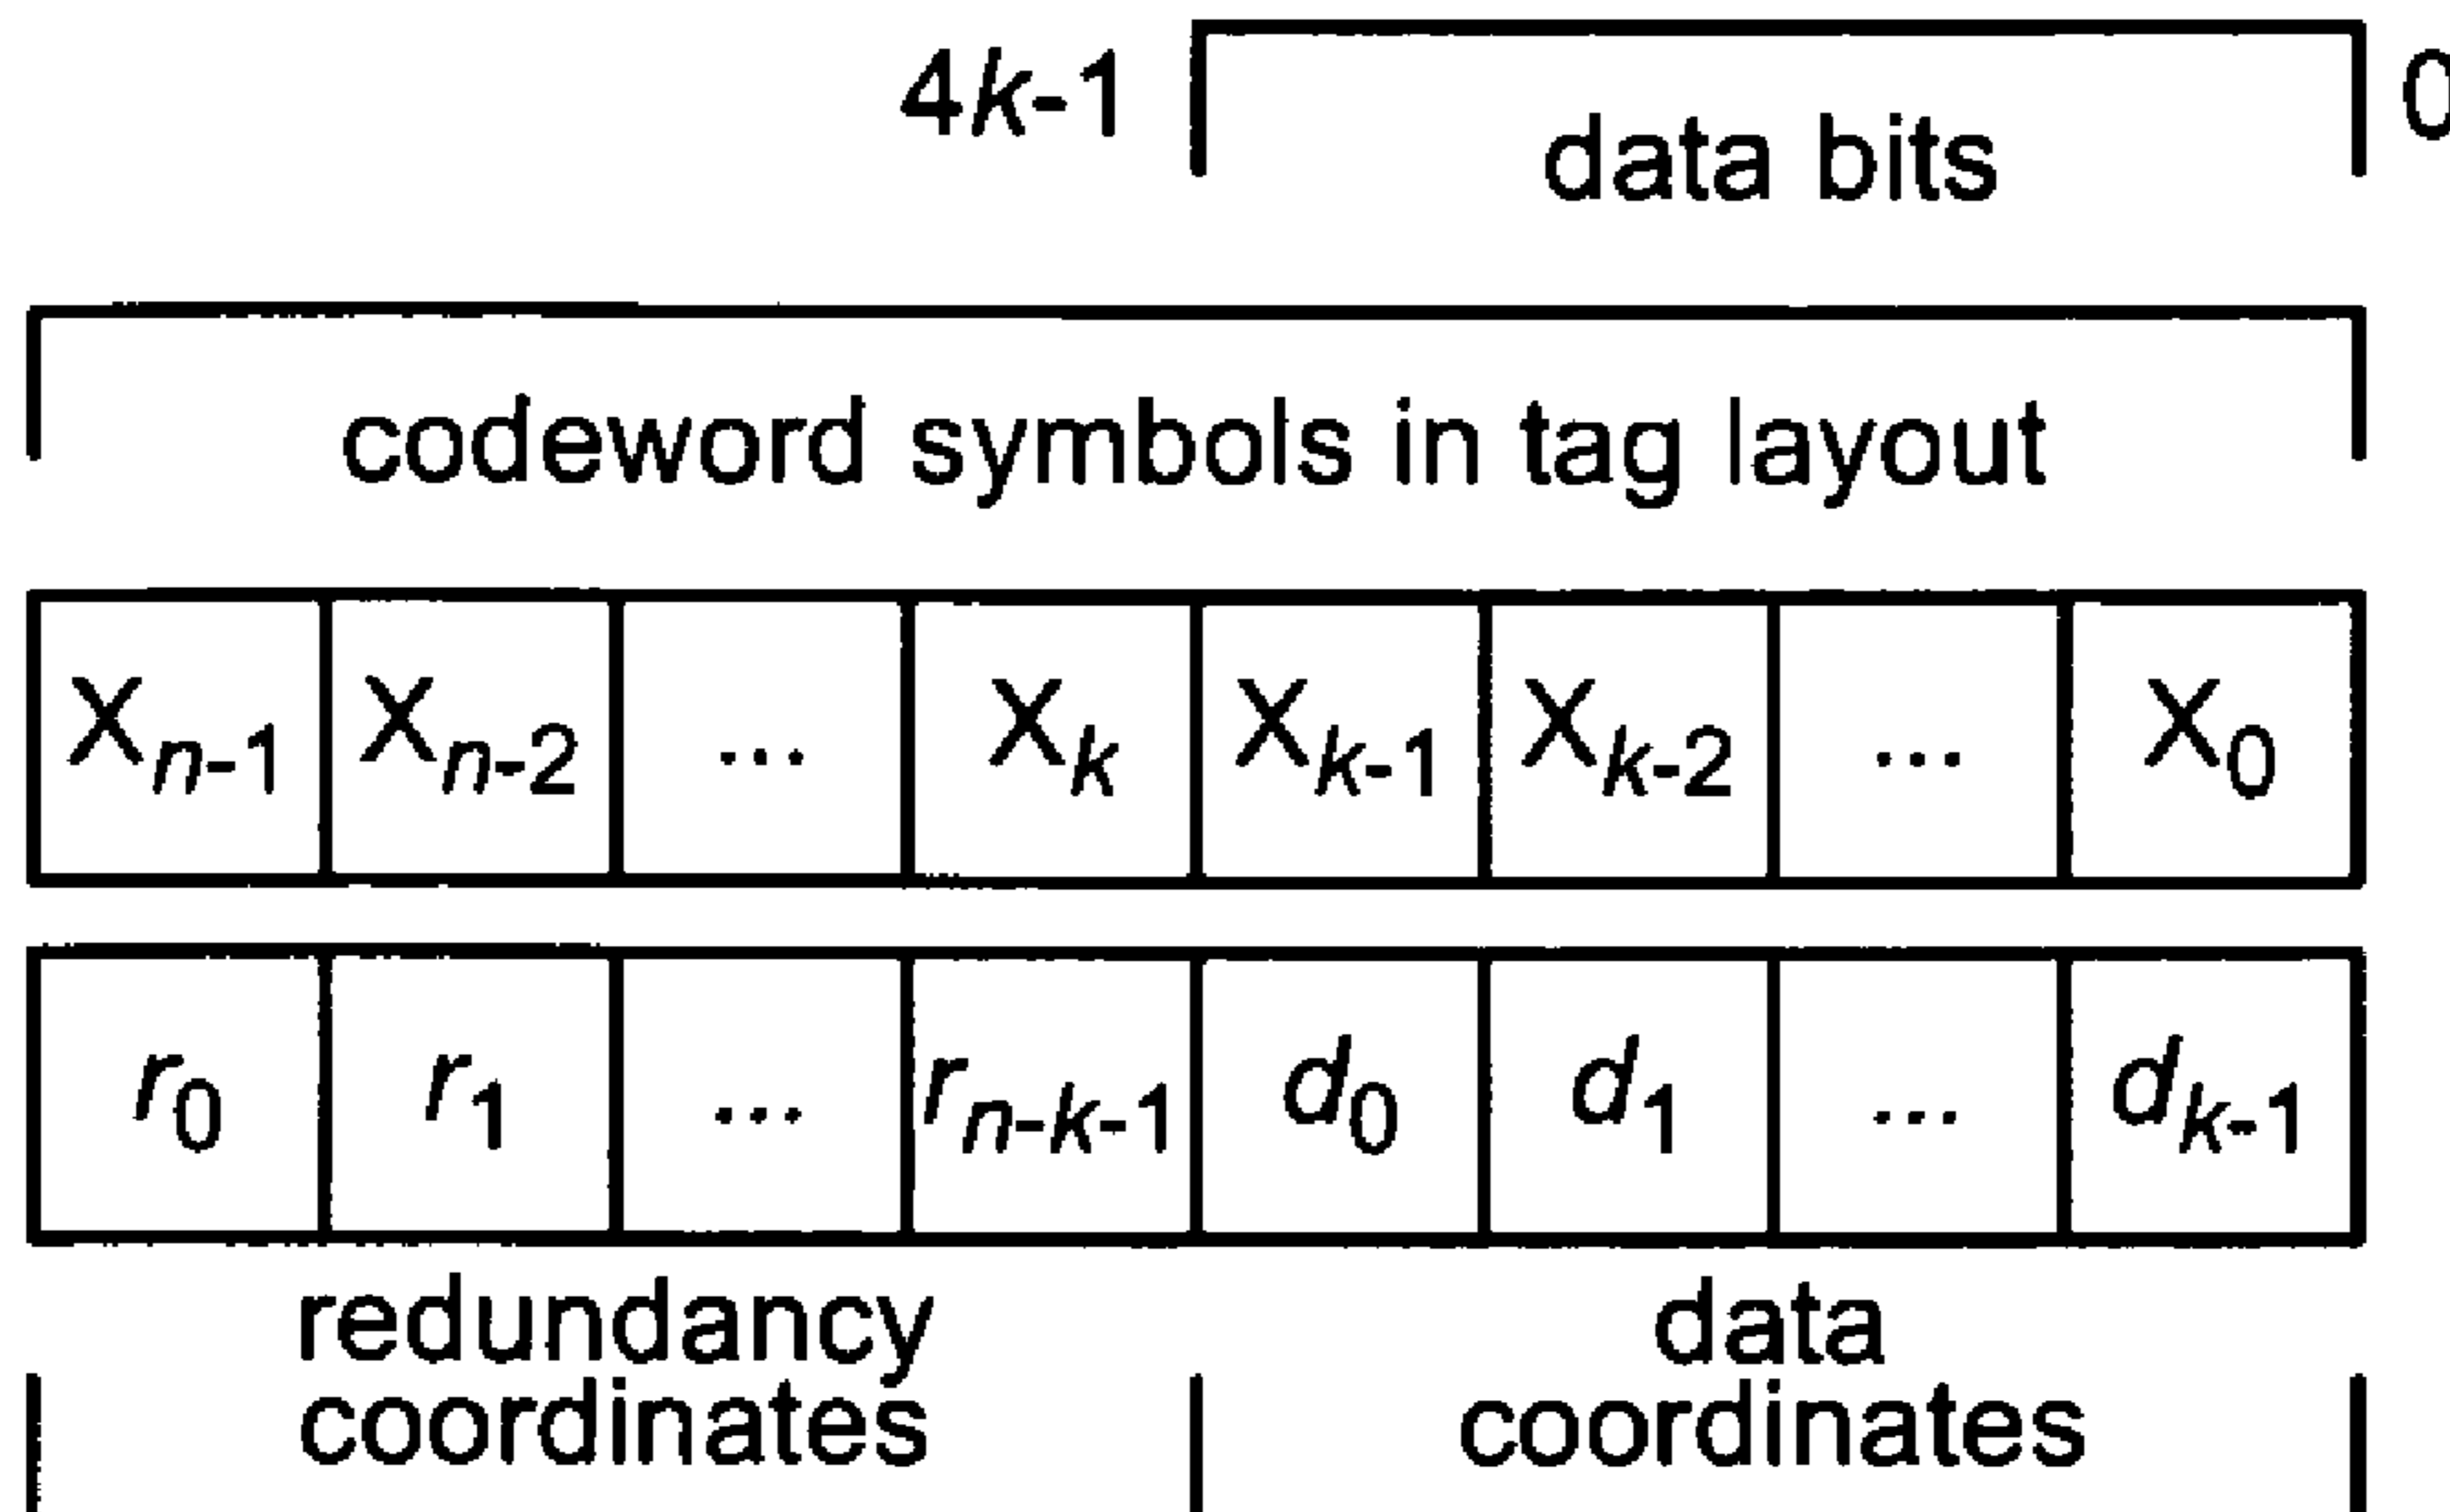 4k-1 data bits 0
codeword symbols in tag layout
Xn-1 Xn-2 ... Xk Xk-1 Xk-2 ... X0
r0 r1 ... rn-k-1 d0 d1 ... dk-1
redundancy data
coordinates coordinates